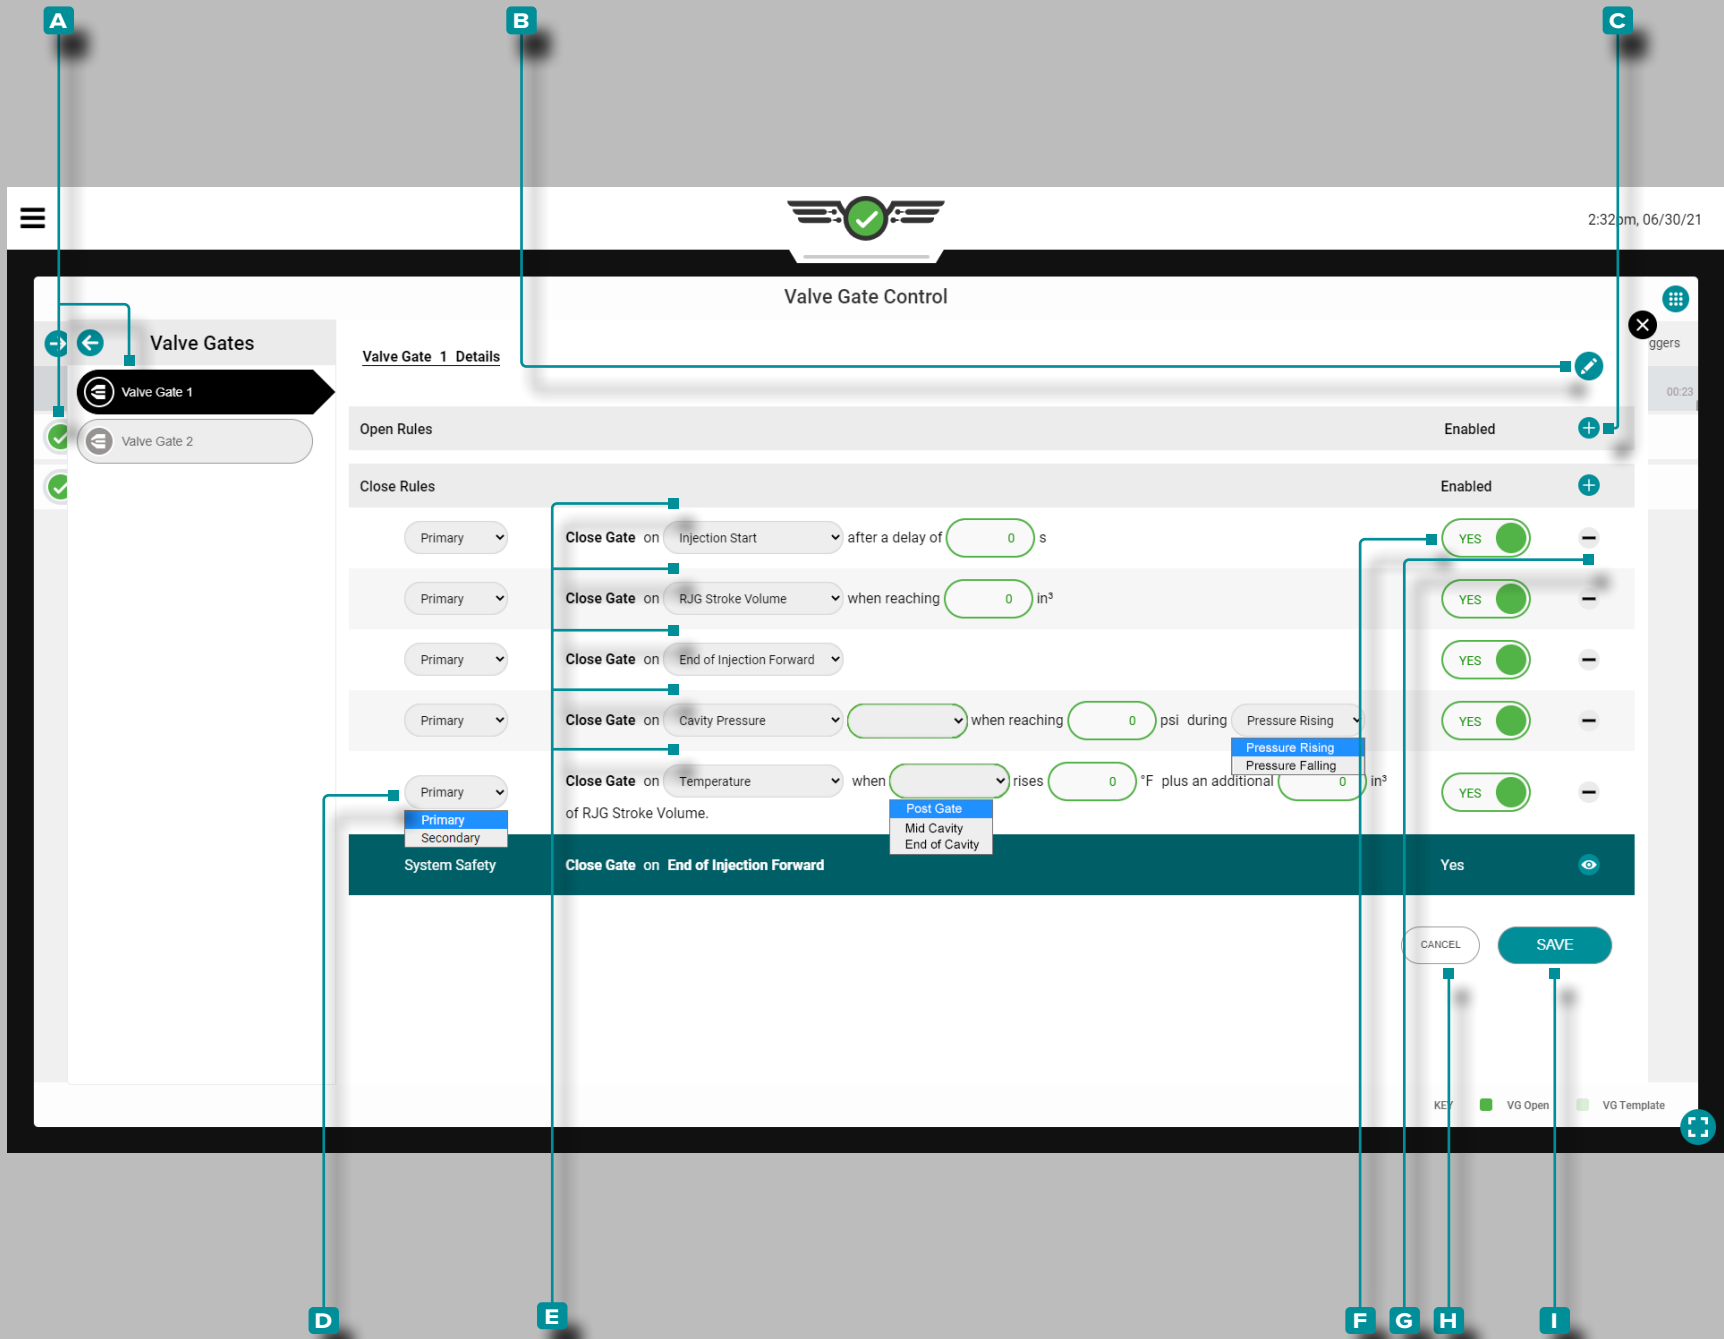 A B C
2:32pm, 06/30/21
Valve Gate Control
Valve Gates
ggers
Valve Gate 1 Details
Valve Gate 1
00:23
Open Rules Enabled
Valve Gate 2
Close Rules Enabled
Primary Close Gate on Injection Start after a delay of 0 s YES
Primary Close Gate on RJG Stroke Volume when reaching 0 in³ YES
Primary Close Gate on End of Injection Forward YES
Primary Close Gate on Cavity Pressure when reaching 0 psi during Pressure Rising YES
Pressure Rising
Pressure Falling
Primary Close Gate on Temperature when rises 0 °F plus an additional 0 in³ YES
of RJG Stroke Volume.
Primary
Secondary
Post Gate
Mid Cavity
End of Cavity
System Safety Close Gate on End of Injection Forward Yes
CANCEL SAVE
KEY VG Open VG Template
D E F G H I